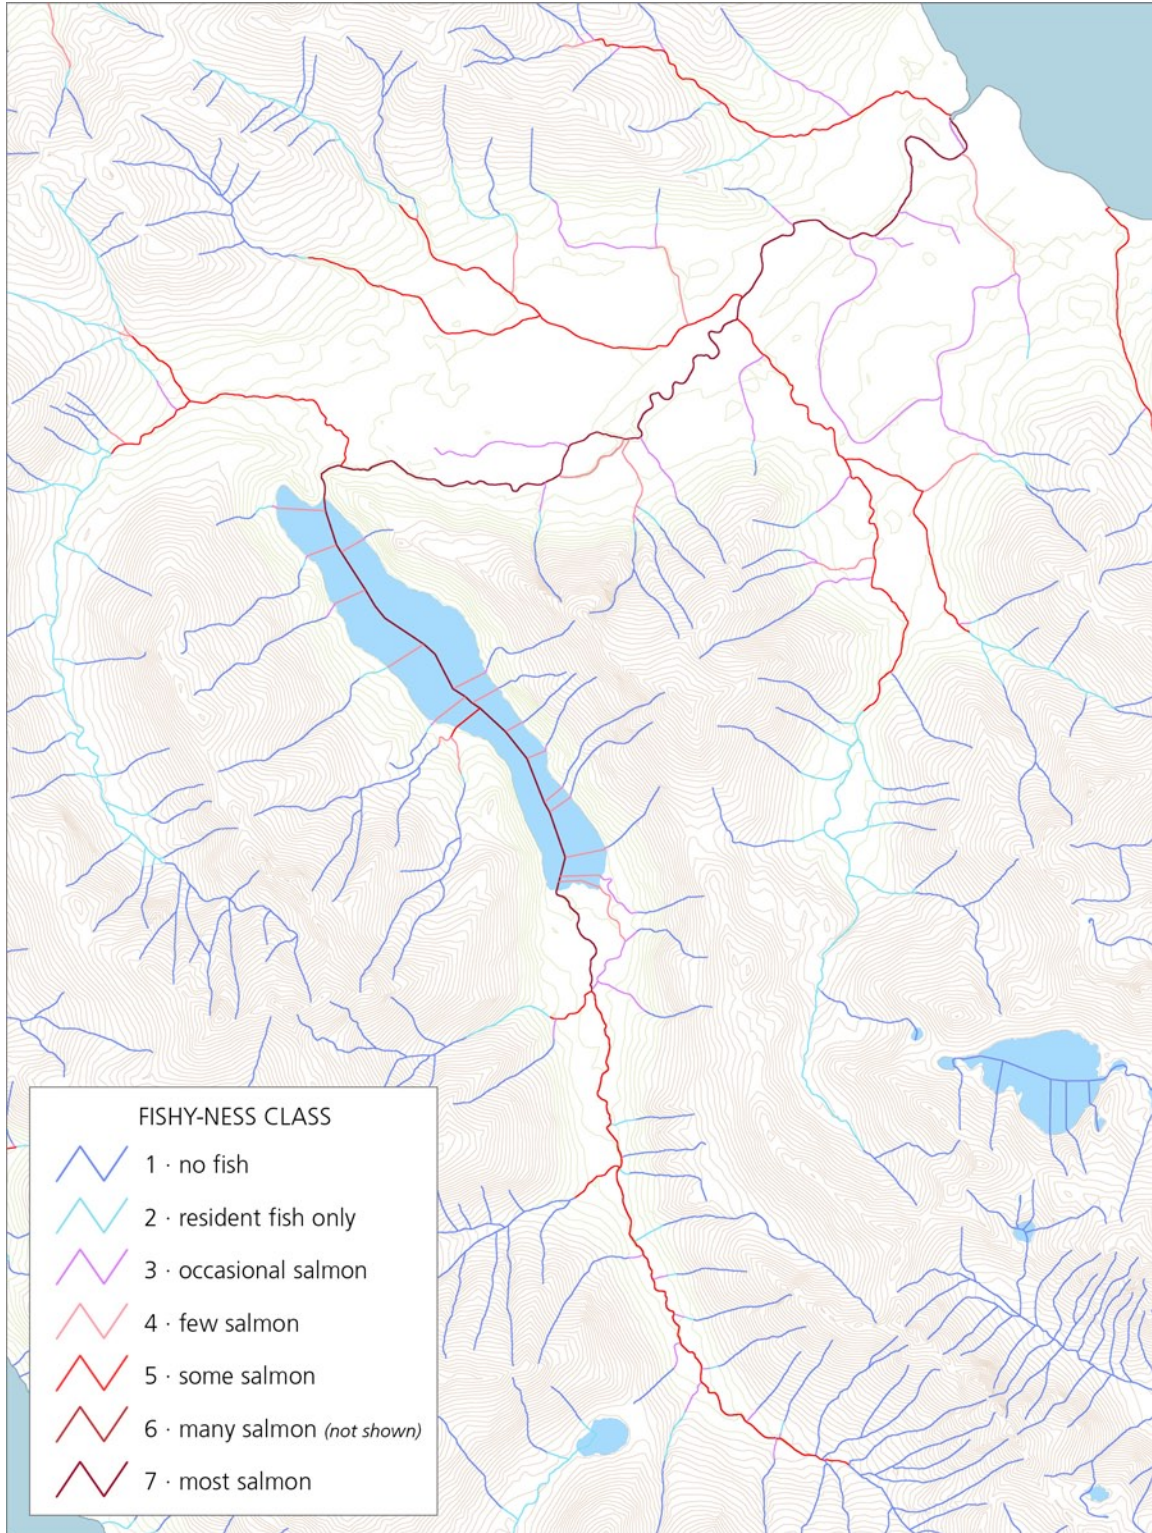 FISHY-NESS CLASS
1 · no fish
2 · resident fish only
3 · occasional salmon
4 · few salmon
5 · some salmon
6 · many salmon (not shown)
7 · most salmon